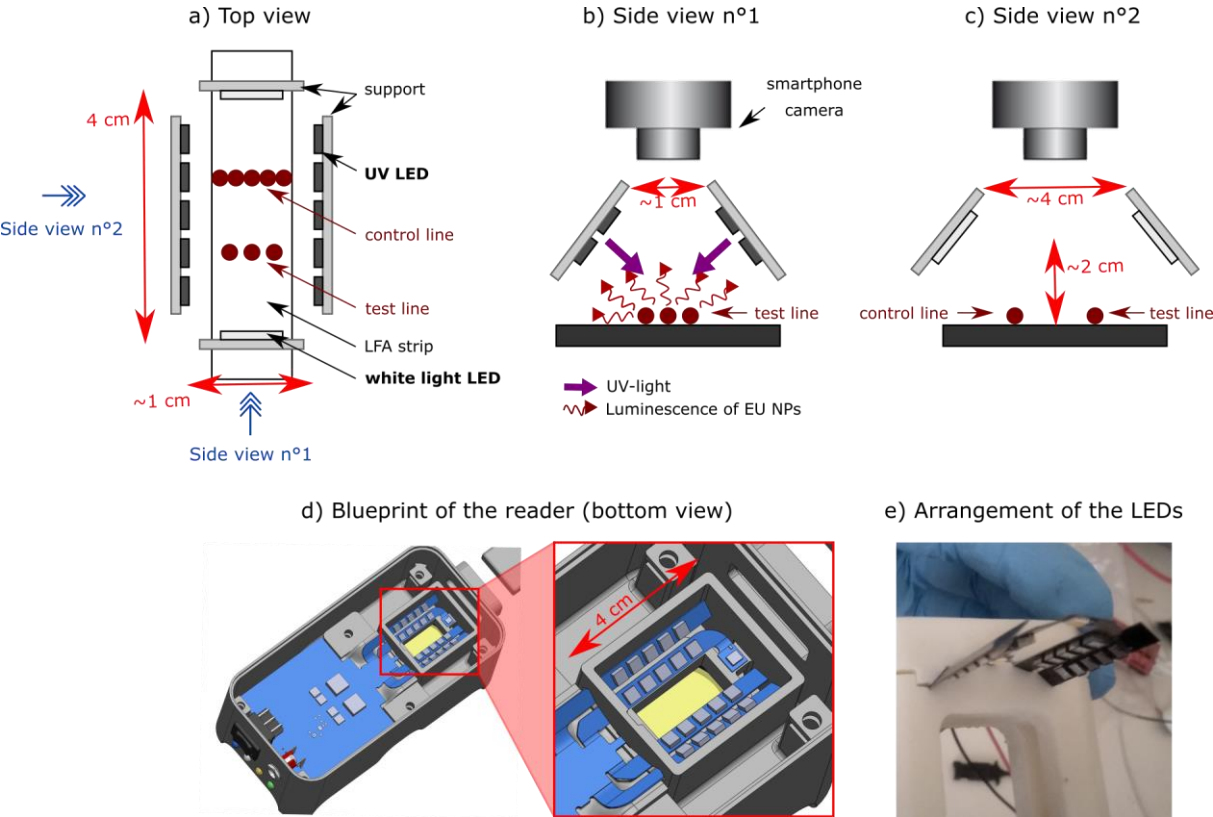 a) Top view
support
4 cm
UV LED
Side view n°2
control line
test line
LFA strip
white light LED
~1 cm
Side view n°1
b) Side view n°1
smartphone
camera
~1 cm
test line
UV-light
Luminescence of EU NPs
c) Side view n°2
~4 cm
~2 cm
control line
test line
d) Blueprint of the reader (bottom view)
4 cm
e) Arrangement of the LEDs